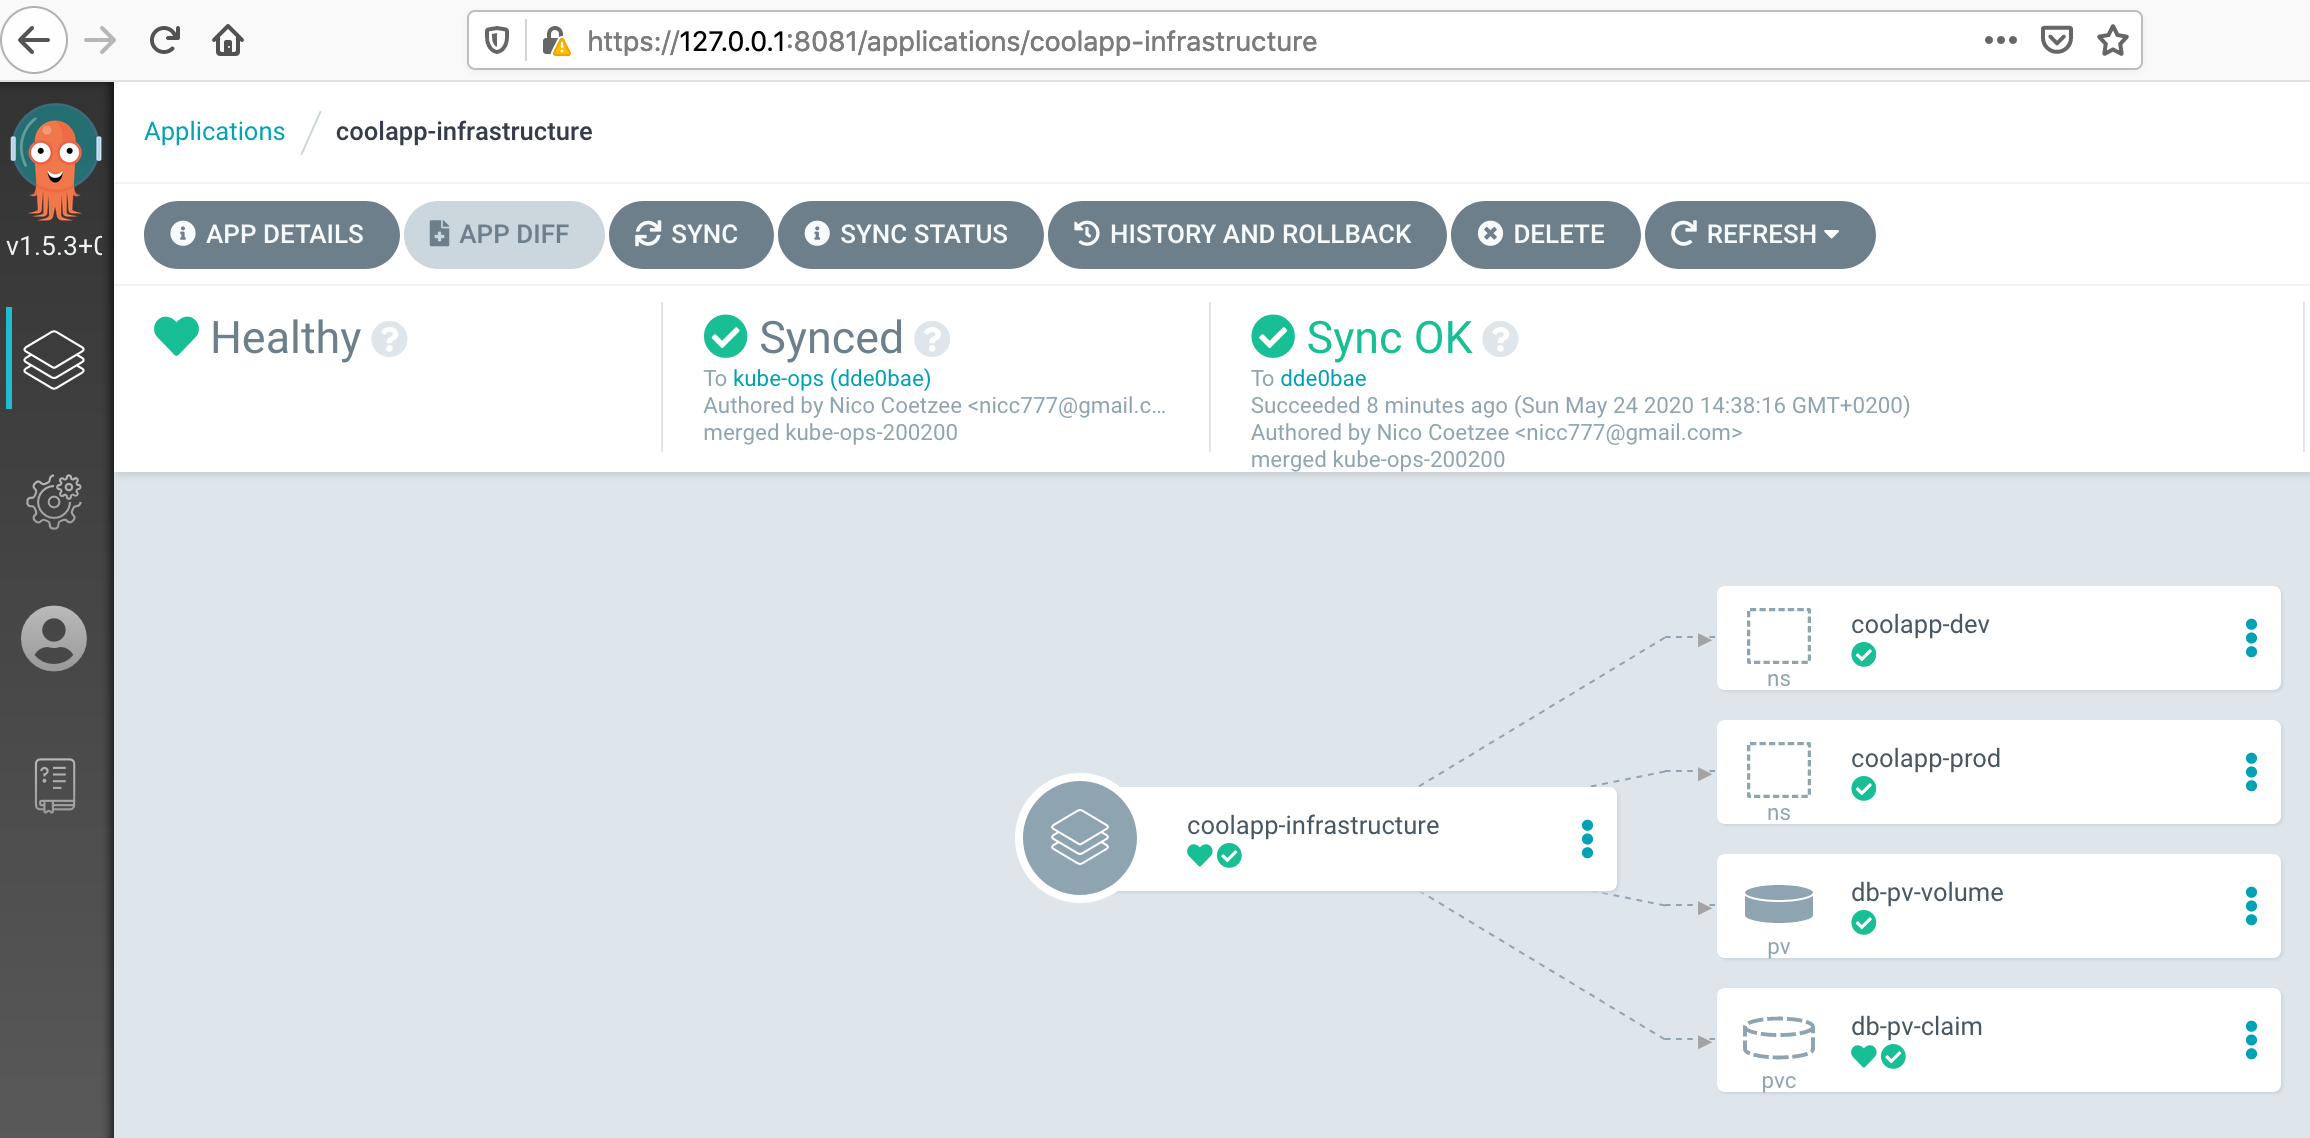 https://127.0.0.1:8081/applications/coolapp-infrastructure
Applications / coolapp-infrastructure
v1.5.3+0
APP DETAILS APP DIFF SYNC SYNC STATUS HISTORY AND ROLLBACK DELETE REFRESH
Healthy ?
Synced ?
To kube-ops (dde0bae)
Authored by Nico Coetzee <nicc777@gmail.c...
merged kube-ops-200200
Sync OK ?
To dde0bae
Succeeded 8 minutes ago (Sun May 24 2020 14:38:16 GMT+0200)
Authored by Nico Coetzee <nicc777@gmail.com>
merged kube-ops-200200
coolapp-infrastructure
coolapp-dev
ns
coolapp-prod
ns
db-pv-volume
pv
db-pv-claim
pvc